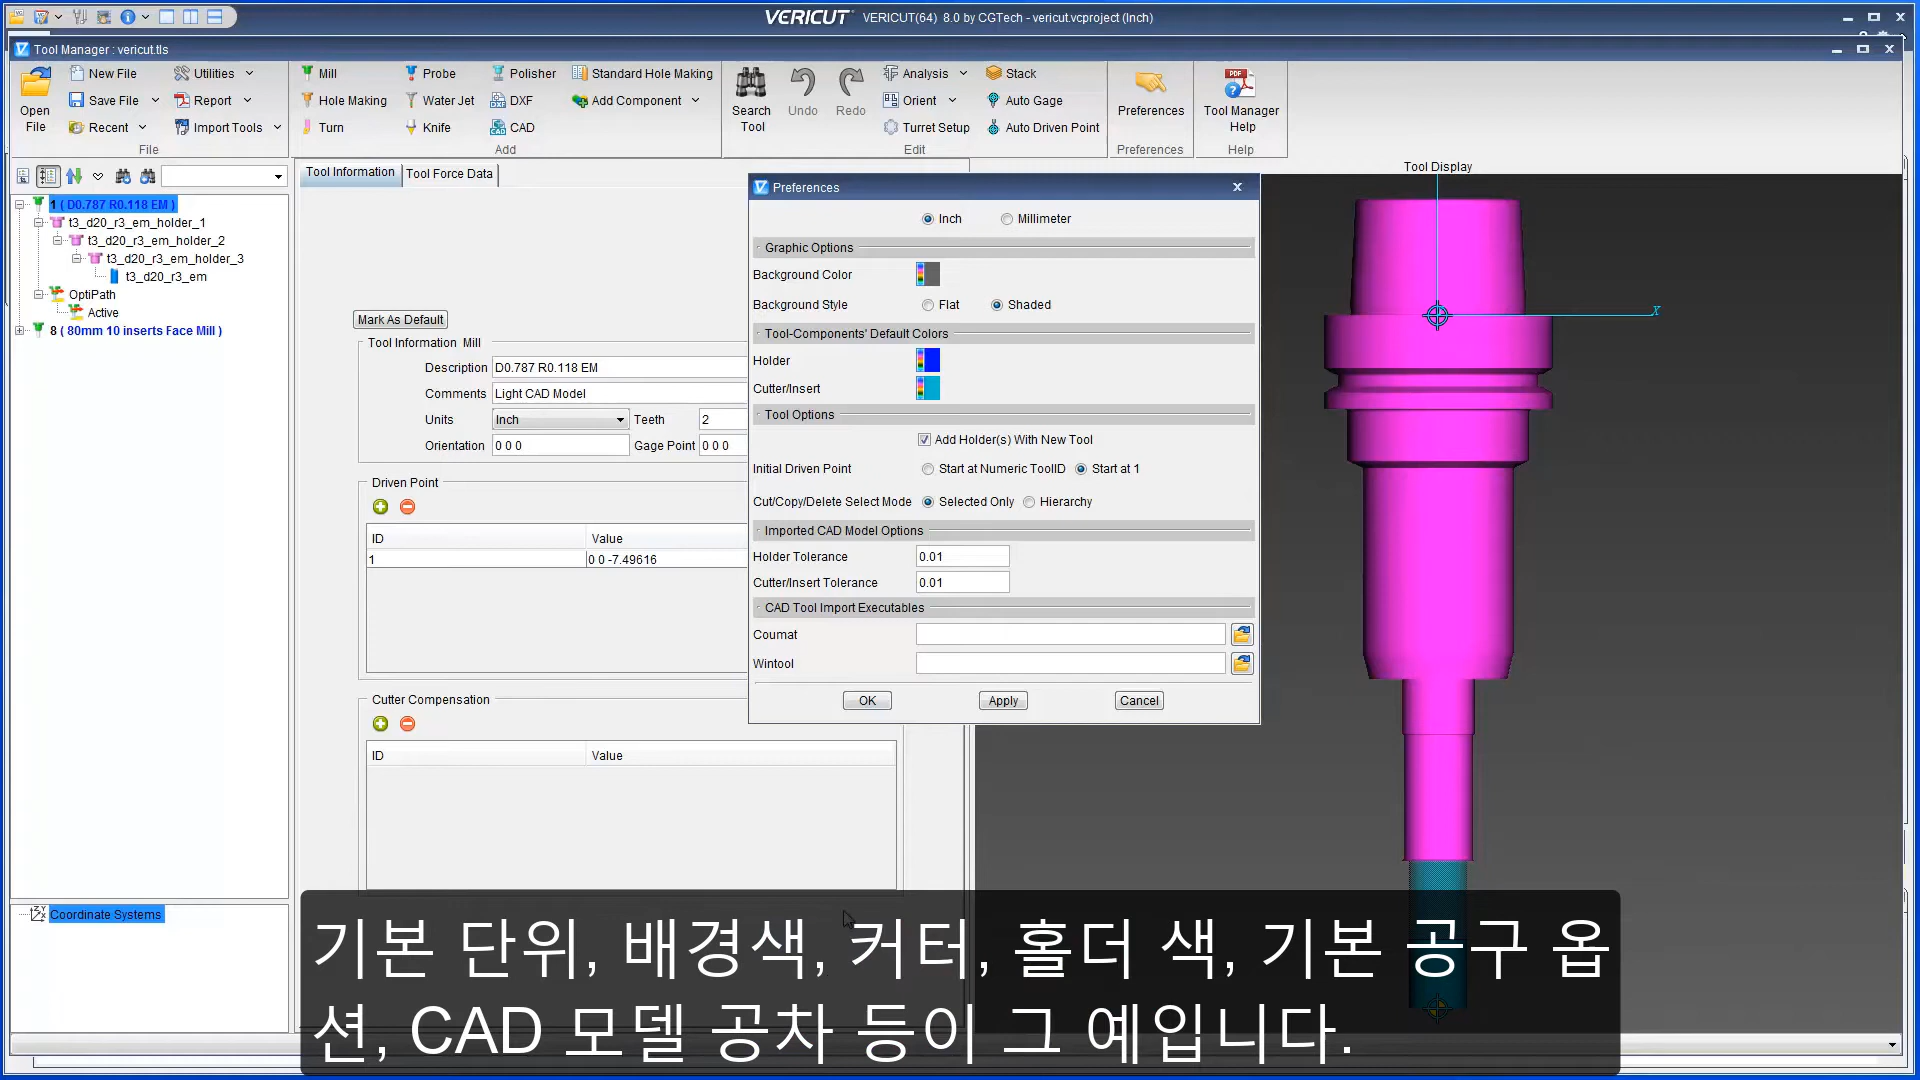 VERICUT VERICUT(64) 8.0 by CGTech - vericut.vcproject (Inch)
Tool Manager : vericut.tls
Open File
New File
Save File
Recent
Utilities
Report
Import Tools
File
Mill
Hole Making
Turn
Probe
Water Jet
Knife
Polisher
DXF
CAD
Standard Hole Making
Add Component
Add
Search Tool
Undo
Redo
Analysis
Orient
Turret Setup
Stack
Auto Gage
Auto Driven Point
Edit
Preferences
Preferences
PDF
Tool Manager Help
Help
1 ( D0.787 R0.118 EM )
t3_d20_r3_em_holder_1
t3_d20_r3_em_holder_2
t3_d20_r3_em_holder_3
t3_d20_r3_em
OptiPath
Active
8 ( 80mm 10 inserts Face Mill )
Coordinate Systems
Tool Information
Tool Force Data
Mark As Default
Tool Information Mill
Description D0.787 R0.118 EM
Comments Light CAD Model
Units Inch Teeth 2
Orientation 0 0 0 Gage Point 0 0 0
Driven Point
ID Value
1 0 0 -7.49616
Cutter Compensation
ID Value
Preferences
Inch Millimeter
Graphic Options
Background Color
Background Style Flat Shaded
Tool-Components' Default Colors
Holder
Cutter/Insert
Tool Options
Add Holder(s) With New Tool
Initial Driven Point Start at Numeric ToolID Start at 1
Cut/Copy/Delete Select Mode Selected Only Hierarchy
Imported CAD Model Options
Holder Tolerance 0.01
Cutter/Insert Tolerance 0.01
CAD Tool Import Executables
Coumat
Wintool
OK Apply Cancel
Tool Display
X
기본 단위, 배경색, 커터, 홀더 색, 기본 공구 옵
션, CAD 모델 공차 등이 그 예입니다.